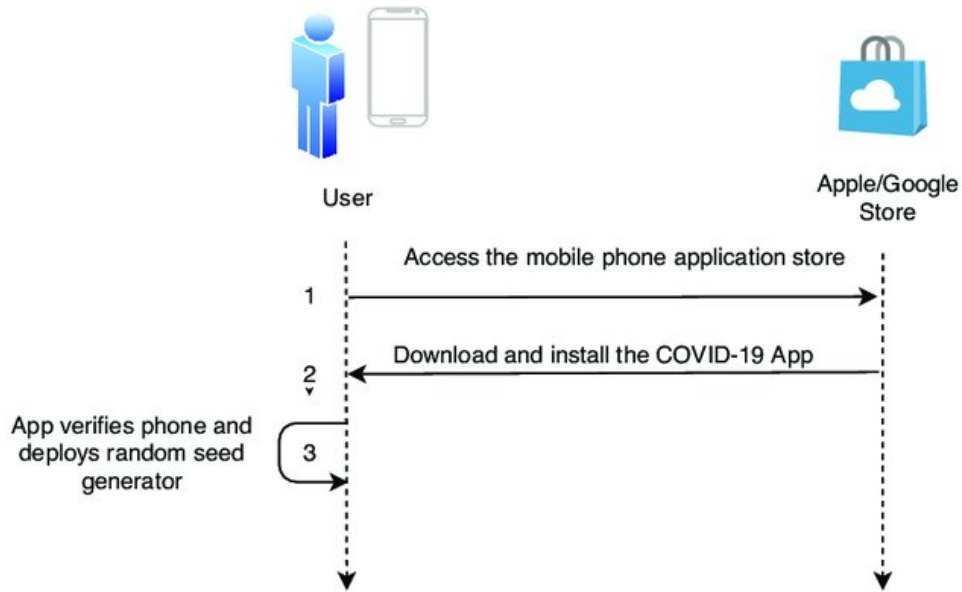 User
Apple/Google
Store
Access the mobile phone application store
1
Download and install the COVID-19 App
2
App verifies phone and
deploys random seed
generator
3